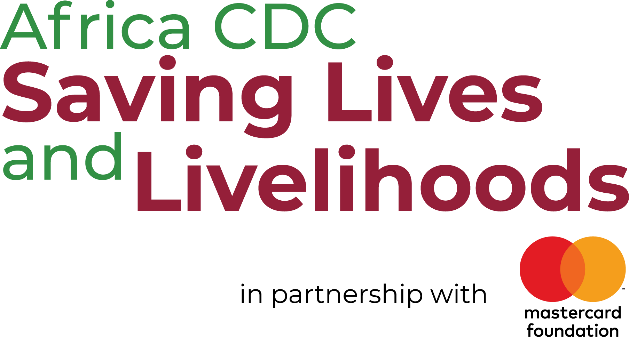 Africa CDC
Saving Lives
and Livelihoods
in partnership with
mastercard
foundation